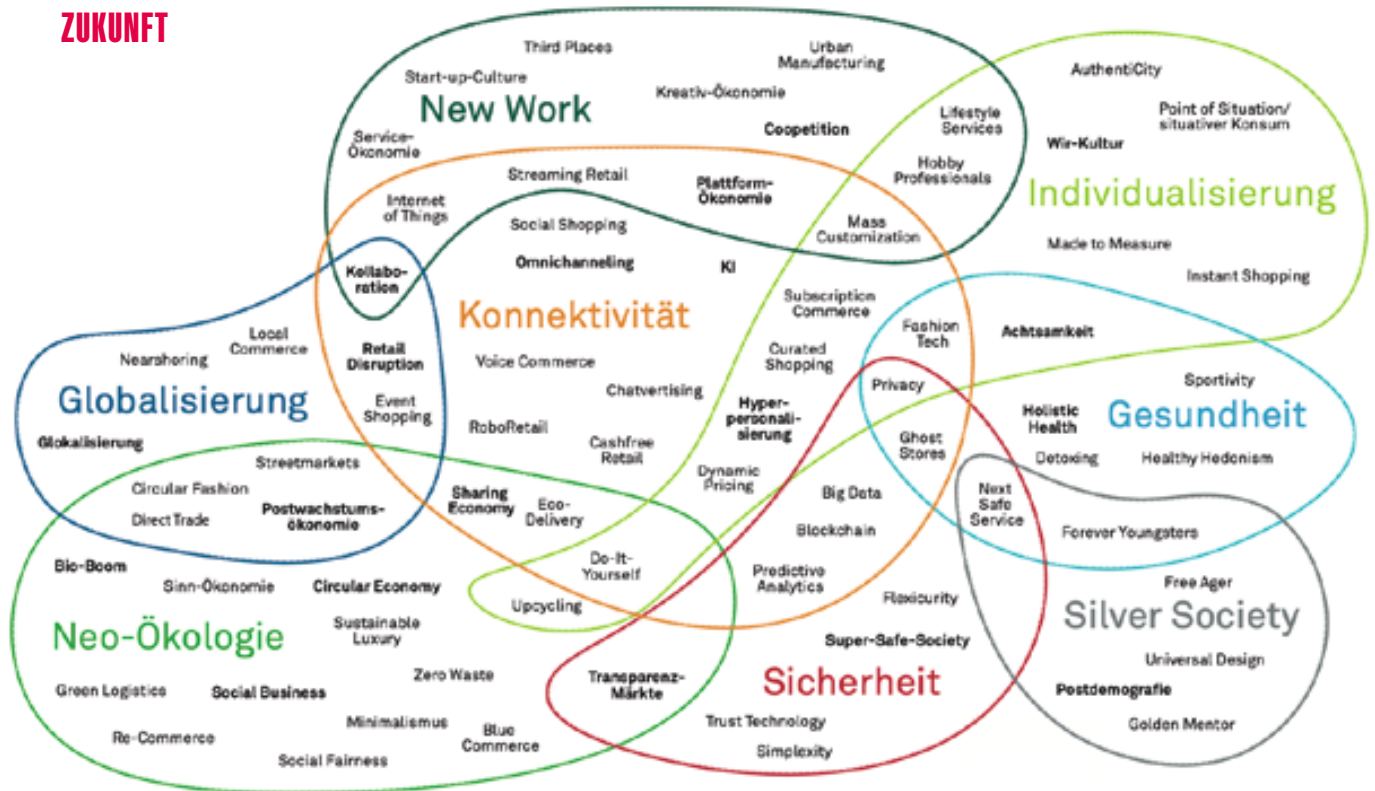 ZUKUNFT
Third Places
Urban
Manufacturing
Start-up-Culture
New Work
Kreativ-Ökonomie
Coopetition
Service-
Ökonomie
Lifestyle
Services
Hobby
Professionals
AuthentiCity
Point of Situation/
situativer Konsum
Wir-Kultur
Individualisierung
Made to Measure
Instant Shopping
Internet
of Things
Streaming Retail
Plattform-
Ökonomie
Social Shopping
Mass
Customization
Kollabo-
ration
Omnichanneling
KI
Konnektivität
Subscription
Commerce
Fashion
Tech
Achtsamkeit
Nearshoring
Local
Commerce
Retail
Disruption
Voice Commerce
Curated
Shopping
Chatvertising
Privacy
Sportivity
Globalisierung
Event
Shopping
Hyper-
personali-
sierung
Holistic
Health
Gesundheit
Glokalisierung
RoboRetail
Cashfree
Retail
Ghost
Stores
Detoxing
Healthy Hedonism
Streetmarkets
Dynamic
Pricing
Circular Fashion
Direct Trade
Postwachstums-
ökonomie
Sharing
Economy
Eco-
Delivery
Big Data
Blockchain
Next
Safe
Service
Forever Youngsters
Bio-Boom
Sinn-Ökonomie
Circular Economy
Do-It-
Yourself
Upcycling
Predictive
Analytics
Flexicurity
Free Ager
Silver Society
Neo-Ökologie
Sustainable
Luxury
Super-Safe-Society
Universal Design
Zero Waste
Transparenz-
Märkte
Sicherheit
Postdemografie
Green Logistics
Social Business
Minimalismus
Blue
Commerce
Trust Technology
Golden Mentor
Re-Commerce
Social Fairness
Simplexity